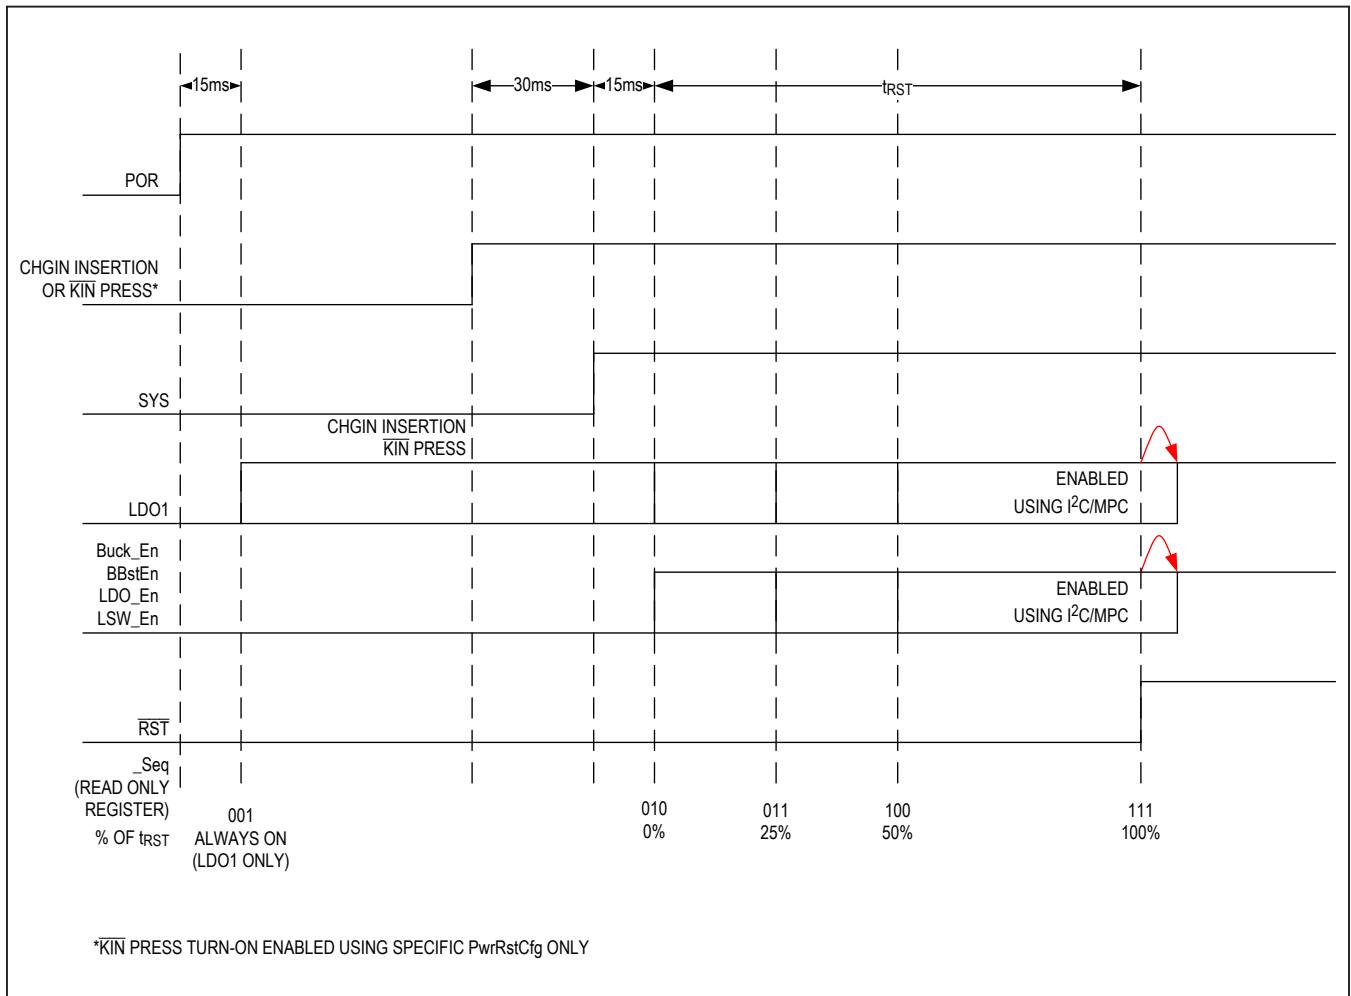 15ms
30ms
15ms
tRST
POR
CHGIN INSERTION
OR KIN PRESS*
SYS
CHGIN INSERTION
KIN PRESS
ENABLED
USING I2C/MPC
LDO1
Buck_En
BBstEn
LDO_En
LSW_En
ENABLED
USING I2C/MPC
RST
_Seq
(READ ONLY
REGISTER)
% OF tRST
001
ALWAYS ON
(LDO1 ONLY)
010
0%
011
25%
100
50%
111
100%
*KIN PRESS TURN-ON ENABLED USING SPECIFIC PwrRstCfg ONLY